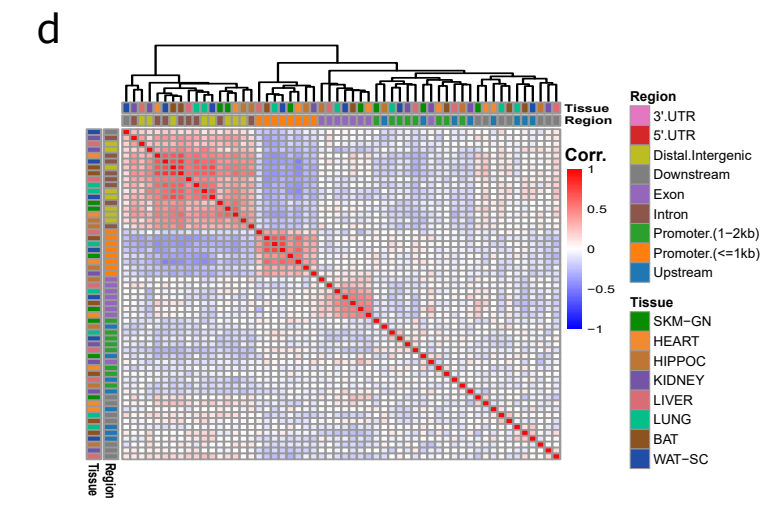 d
Tissue
Region
Corr.
1
0.5
0
−0.5
−1
Region
3'.UTR
5'.UTR
Distal.Intergenic
Downstream
Exon
Intron
Promoter.(1−2kb)
Promoter.(<=1kb)
Upstream
Tissue
SKM−GN
HEART
HIPPOC
KIDNEY
LIVER
LUNG
BAT
WAT−SC
Tissue
Region